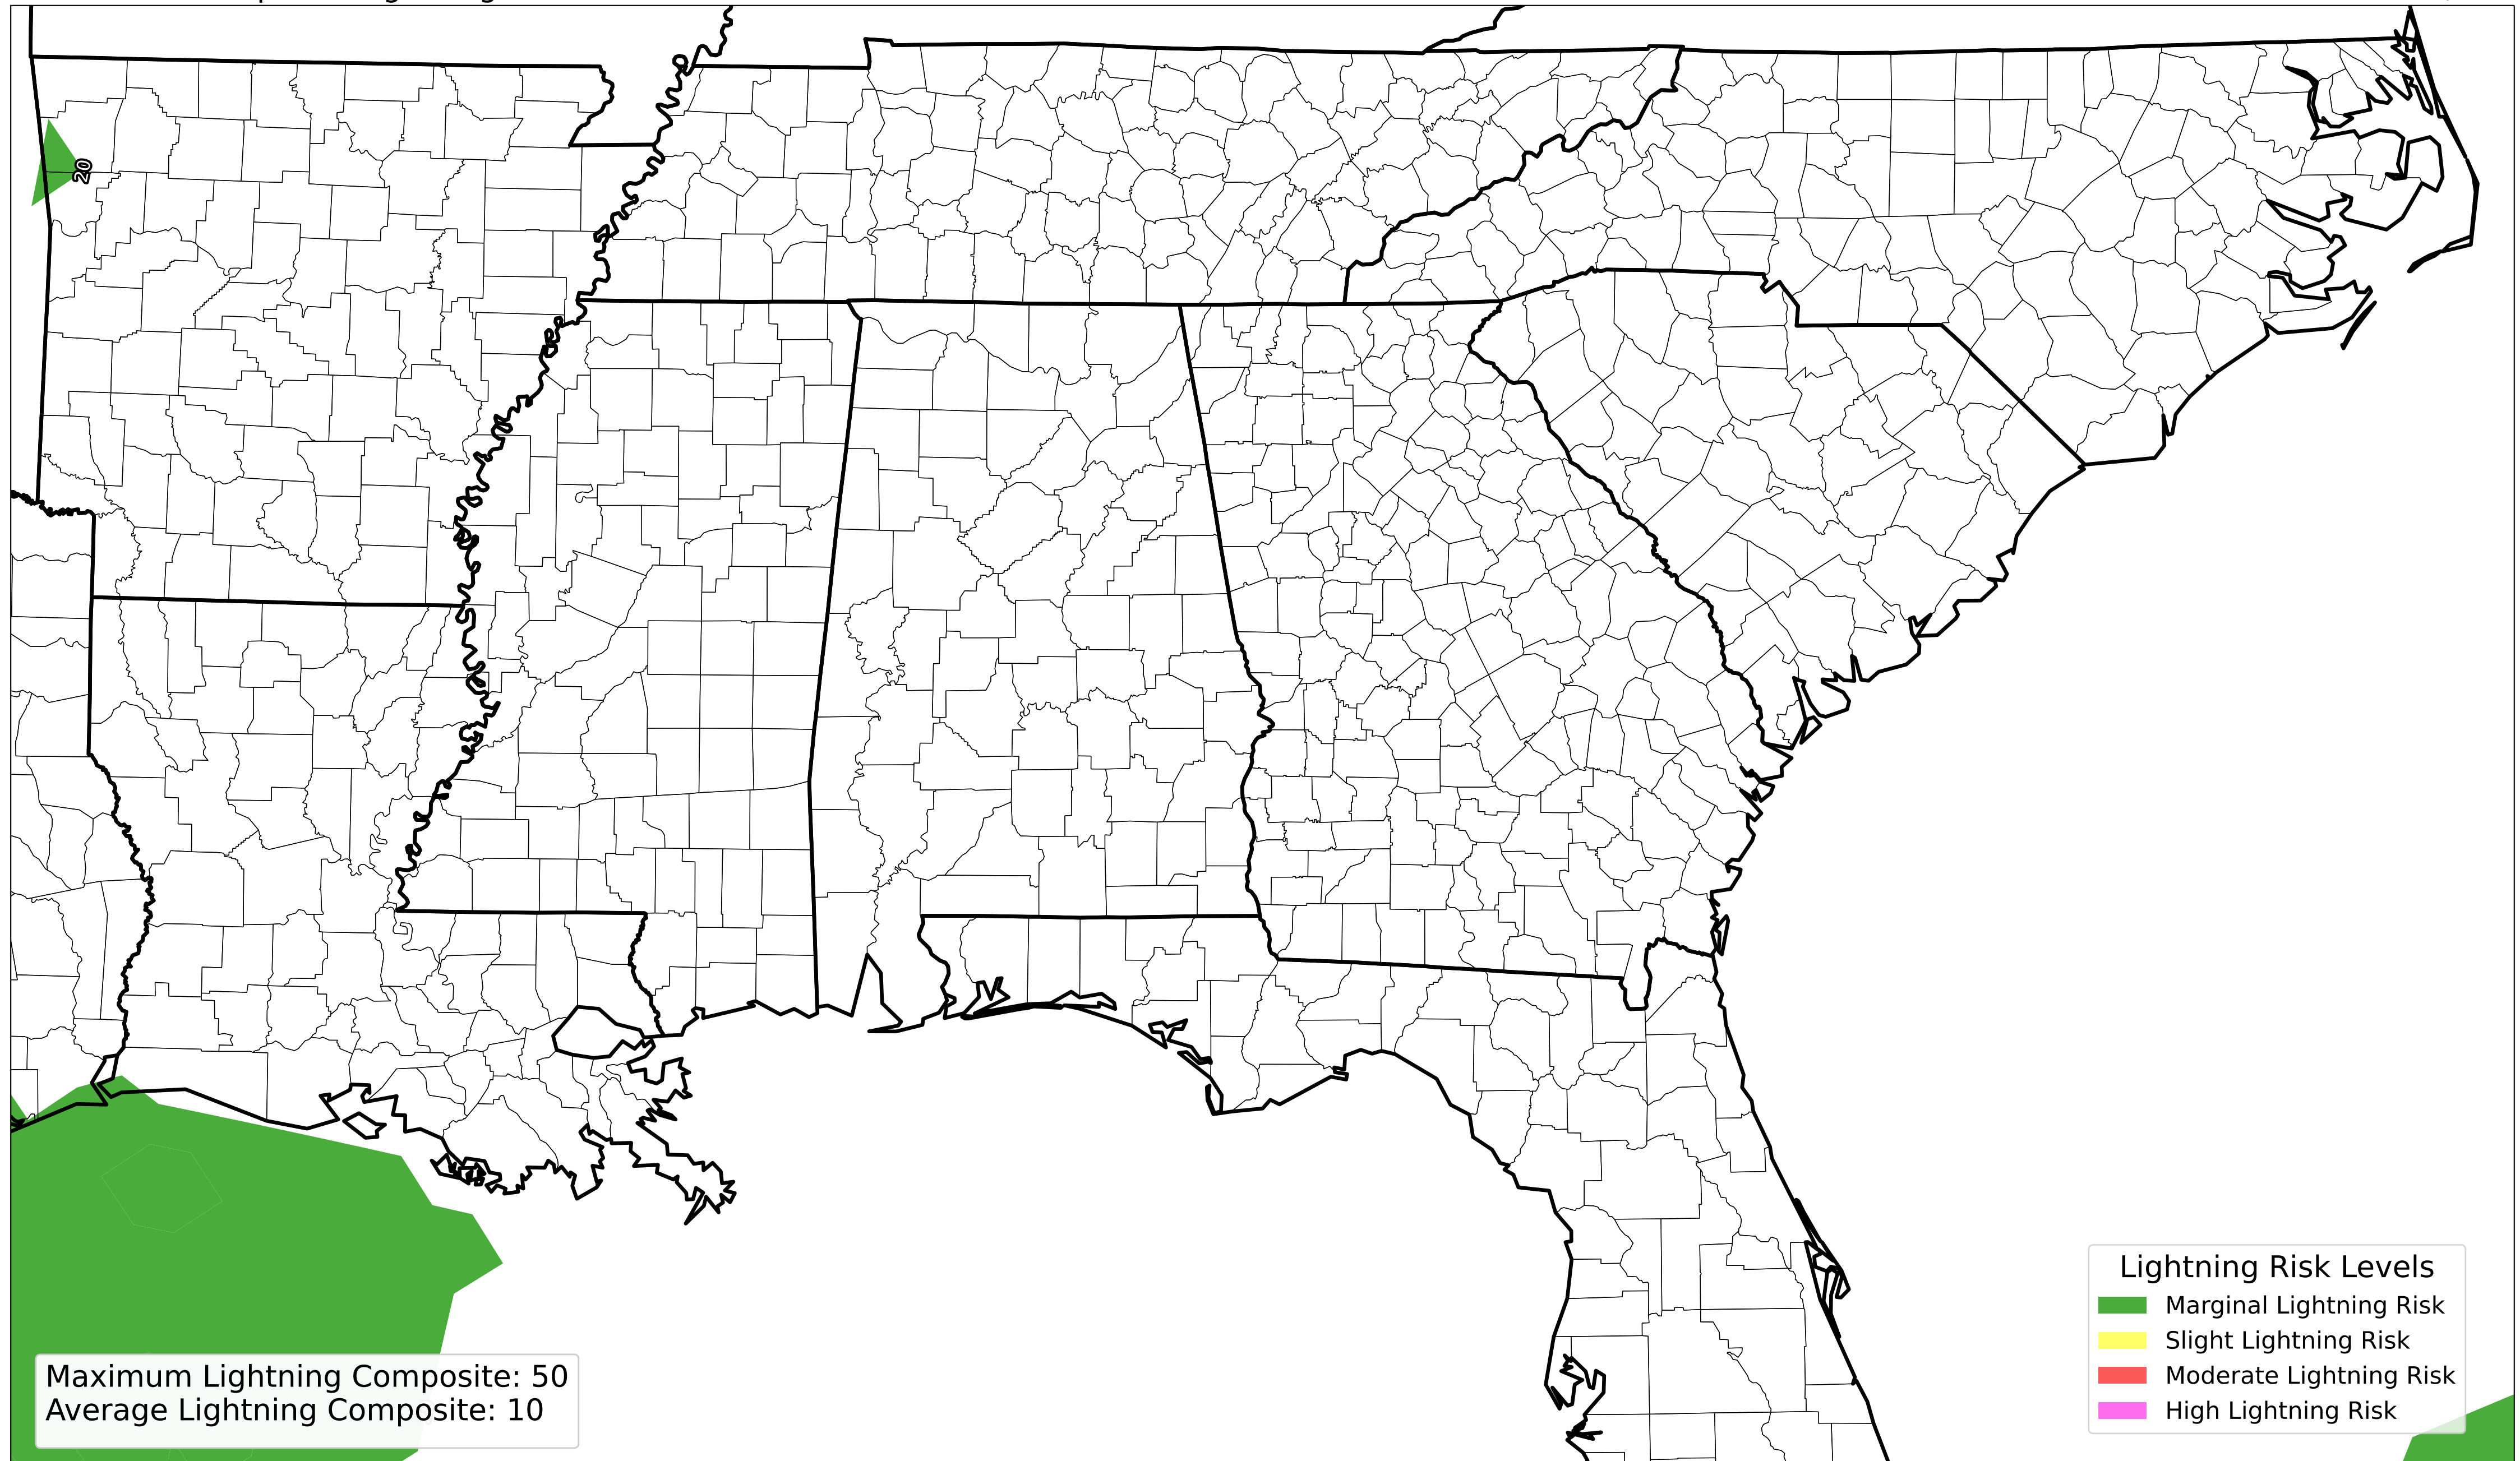 20
Maximum Lightning Composite: 50
Average Lightning Composite: 10
Lightning Risk Levels
Marginal Lightning Risk
Slight Lightning Risk
Moderate Lightning Risk
High Lightning Risk